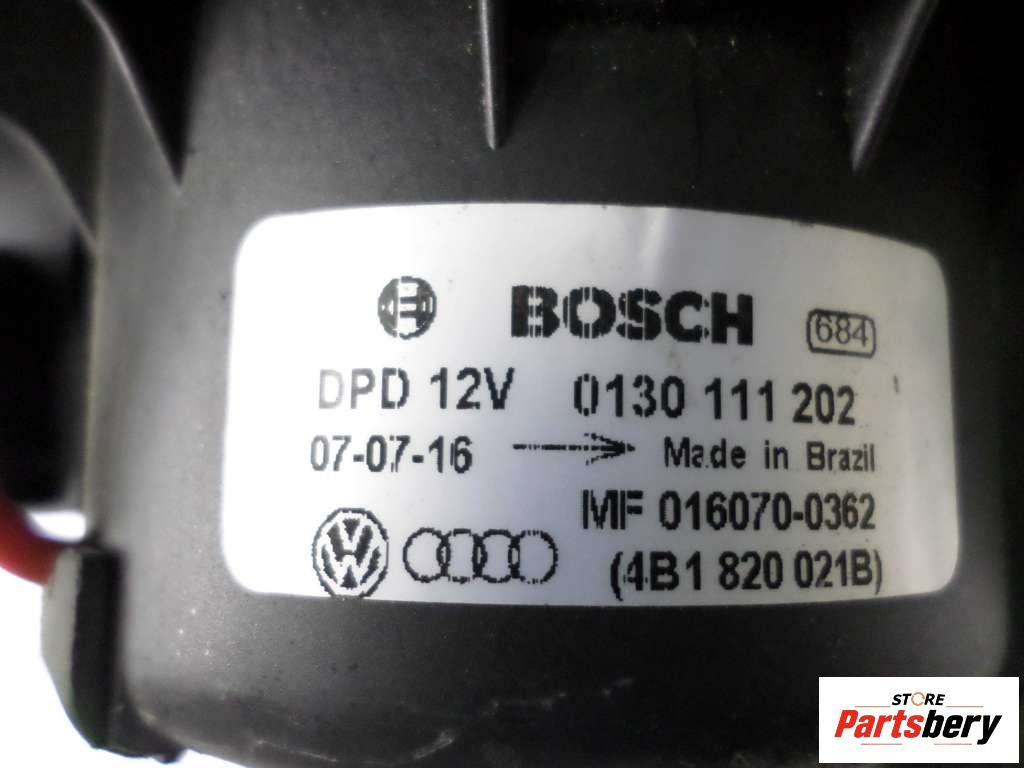 BOSCH 684
DPD 12V 0130 111 202
07-07-16 Made in Brazil
MF 016070-0362
(4B1 820 021B)
STORE
Partsbery